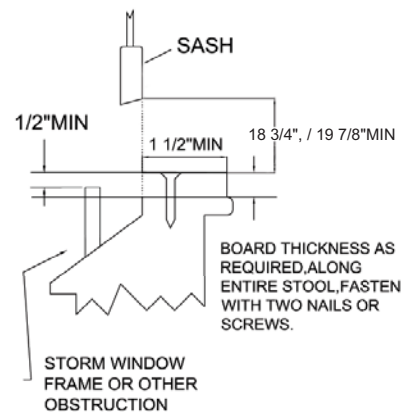 SASH
1/2"MIN
18 3/4", / 19 7/8"MIN
1 1/2"MIN
BOARD THICKNESS AS
REQUIRED,ALONG
ENTIRE STOOL,FASTEN
WITH TWO NAILS OR
SCREWS.
STORM WINDOW
FRAME OR OTHER
OBSTRUCTION